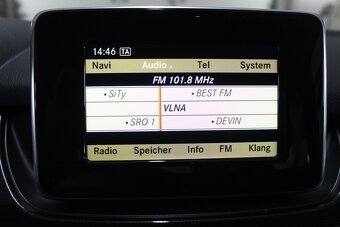 14:46 TA
Navi Audio Tel System
FM 101.8 MHz
SiTy BEST FM
VLNA
SRO 1 DEVIN
Radio Speicher Info FM Klang